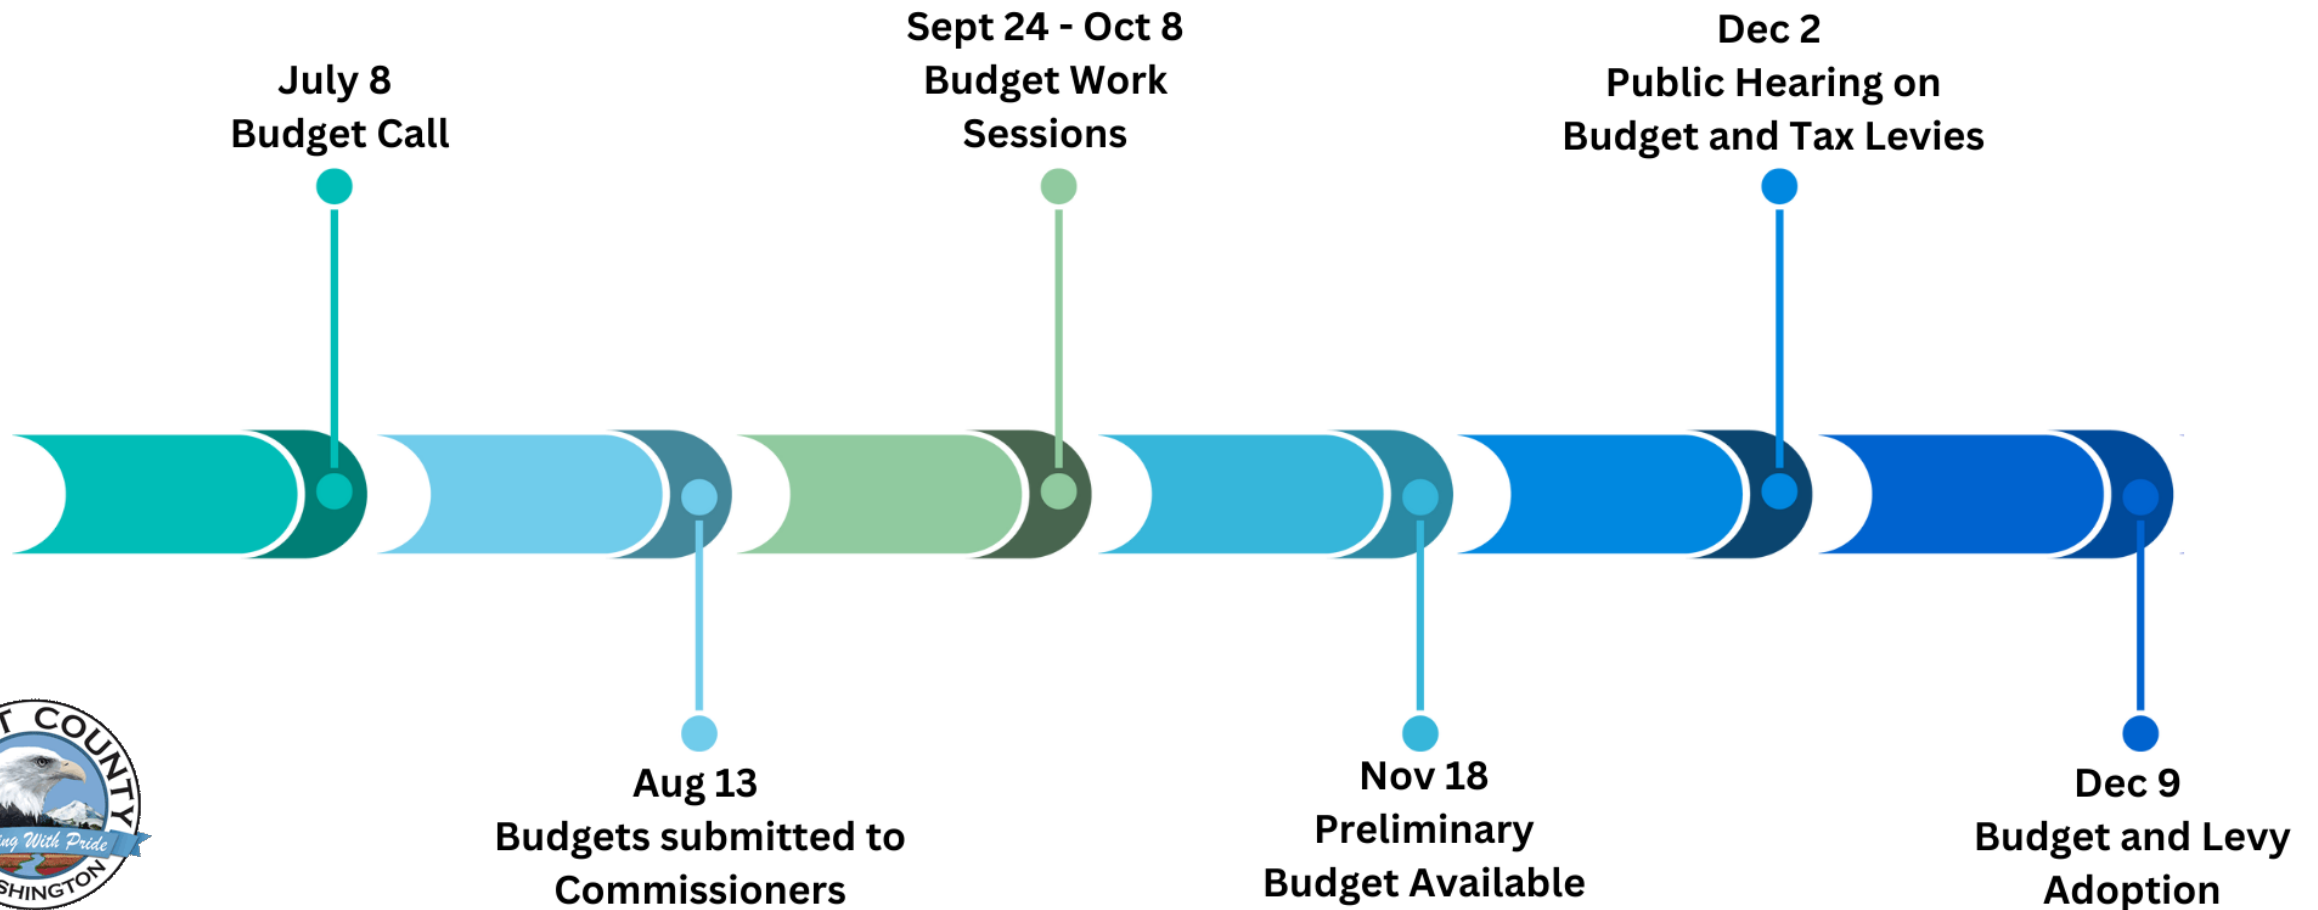 July 8
Budget Call
Sept 24 - Oct 8
Budget Work
Sessions
Dec 2
Public Hearing on
Budget and Tax Levies
Aug 13
Budgets submitted to
Commissioners
Nov 18
Preliminary
Budget Available
Dec 9
Budget and Levy
Adoption
T COUNTY
ng With Pride
SHINGTON